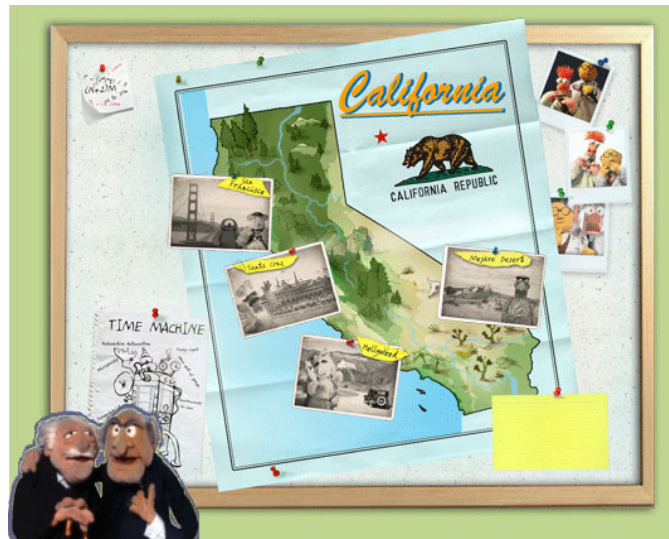 California
CALIFORNIA REPUBLIC
San
Francisco
Santa Cruz
Mojave Desert
Hollywood
TIME MACHINE